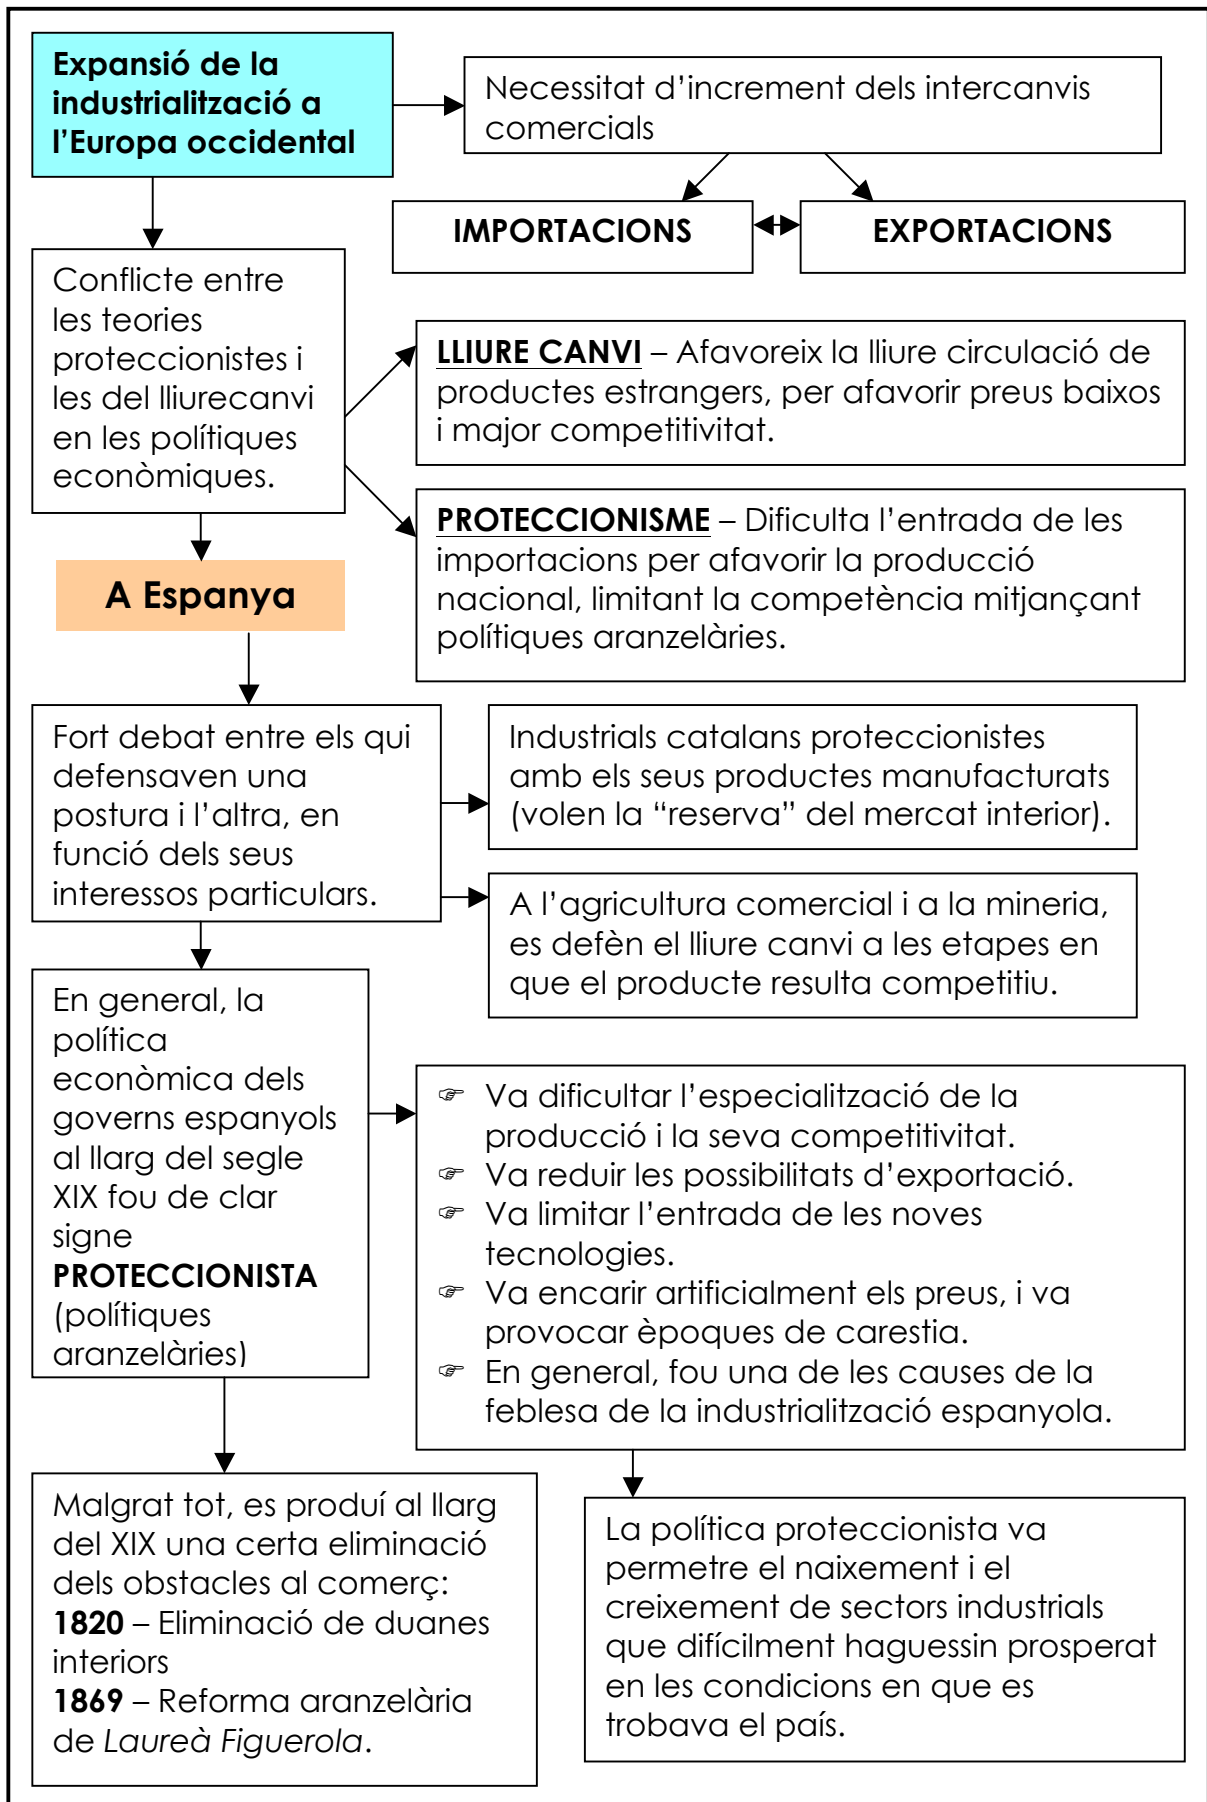 Expansió de la
industrialització a
l’Europa occidental
Necessitat d’increment dels intercanvis
comercials
IMPORTACIONS
EXPORTACIONS
Conflicte entre
les teories
proteccionistes i
les del lliurecanvi
en les polítiques
econòmiques.
LLIURE CANVI – Afavoreix la lliure circulació de
productes estrangers, per afavorir preus baixos
i major competitivitat.
PROTECCIONISME – Dificulta l’entrada de les
importacions per afavorir la producció
nacional, limitant la competència mitjançant
polítiques aranzelàries.
A Espanya
Fort debat entre els qui
defensaven una
postura i l’altra, en
funció dels seus
interessos particulars.
Industrials catalans proteccionistes
amb els seus productes manufacturats
(volen la “reserva” del mercat interior).
A l’agricultura comercial i a la mineria,
es defèn el lliure canvi a les etapes en
que el producte resulta competitiu.
En general, la
política
econòmica dels
governs espanyols
al llarg del segle
XIX fou de clar
signe
PROTECCIONISTA
(polítiques
aranzelàries)
☞ Va dificultar l’especialització de la
producció i la seva competitivitat.
☞ Va reduir les possibilitats d’exportació.
☞ Va limitar l’entrada de les noves
tecnologies.
☞ Va encarir artificialment els preus, i va
provocar èpoques de carestia.
☞ En general, fou una de les causes de la
feblesa de la industrialització espanyola.
Malgrat tot, es produí al llarg
del XIX una certa eliminació
dels obstacles al comerç:
1820 – Eliminació de duanes
interiors
1869 – Reforma aranzelària
de Laureà Figuerola.
La política proteccionista va
permetre el naixement i el
creixement de sectors industrials
que difícilment haguessin prosperat
en les condicions en que es
trobava el país.